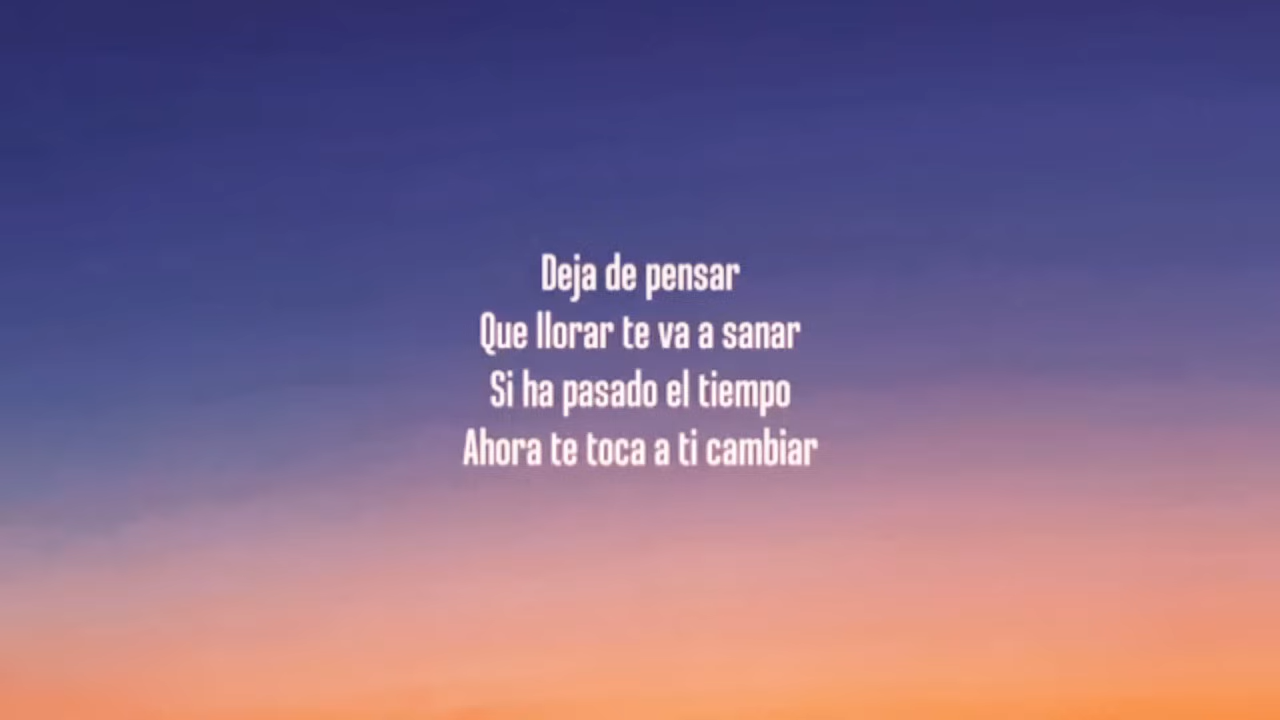 Deja de pensar
Que llorar te va a sanar
Si ha pasado el tiempo
Ahora te toca a ti cambiar